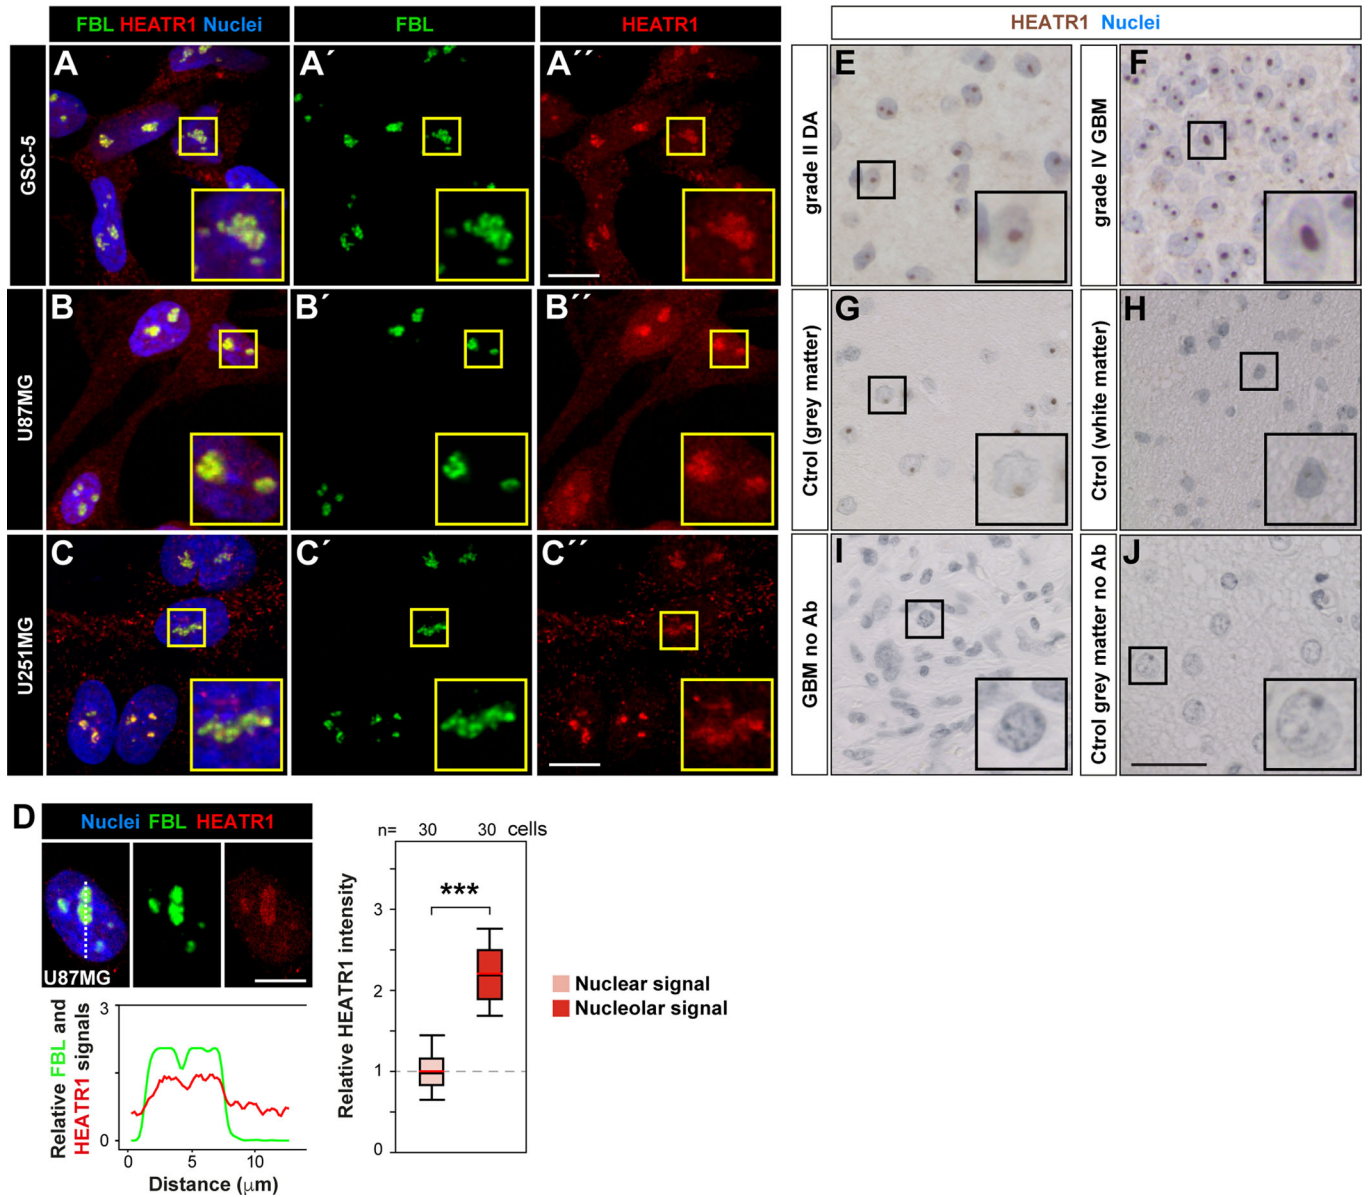 FBL HEATR1 Nuclei
FBL
HEATR1
HEATR1 Nuclei
GSC-5
A
A´
A´´
grade II DA
E
grade IV GBM
F
U87MG
B
B´
B´´
Ctrol (grey matter)
G
Ctrol (white matter)
H
U251MG
C
C´
C´´
GBM no Ab
I
Ctrol grey matter no Ab
J
D
Nuclei FBL HEATR1
U87MG
Relative FBL and
HEATR1 signals
3
0
0 5 10
Distance (μm)
n= 30 30 cells
***
Relative HEATR1 intensity
3
2
1
0
Nuclear signal
Nucleolar signal